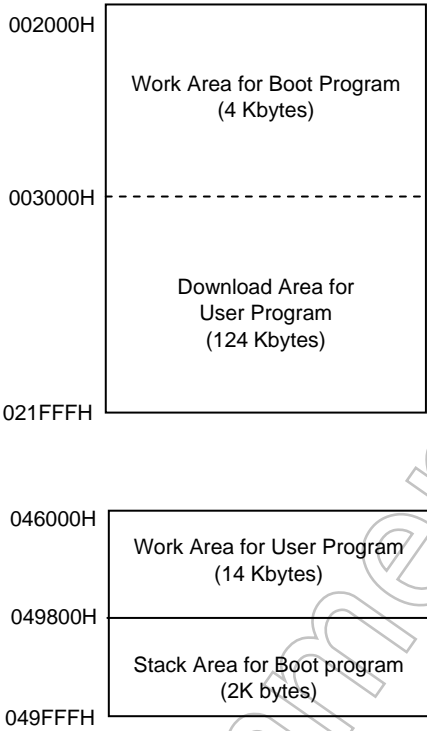 002000H
Work Area for Boot Program
(4 Kbytes)
003000H
Download Area for
User Program
(124 Kbytes)
021FFFH
046000H
Work Area for User Program
(14 Kbytes)
049800H
Stack Area for Boot program
(2K bytes)
049FFFH